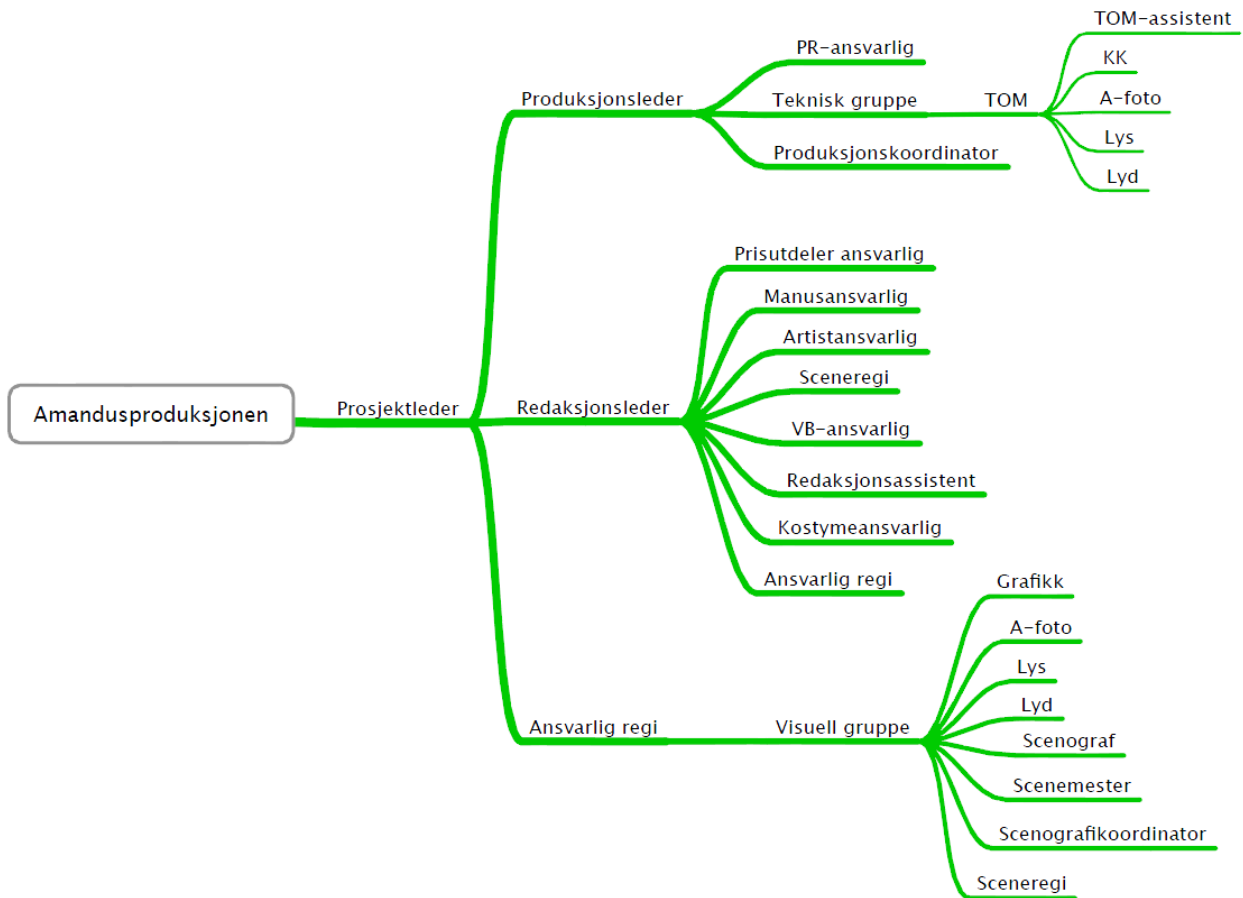 Amandusproduksjonen
Prosjektleder
Produksjonsleder
PR-ansvarlig
Teknisk gruppe
TOM
TOM-assistent
KK
A-foto
Lys
Lyd
Produksjonskoordinator
Redaksjonsleder
Prisutdeler ansvarlig
Manusansvarlig
Artistansvarlig
Sceneregi
VB-ansvarlig
Redaksjonsassistent
Kostymeansvarlig
Ansvarlig regi
Ansvarlig regi
Visuell gruppe
Grafikk
A-foto
Lys
Lyd
Scenograf
Scenemester
Scenografikoordinator
Sceneregi